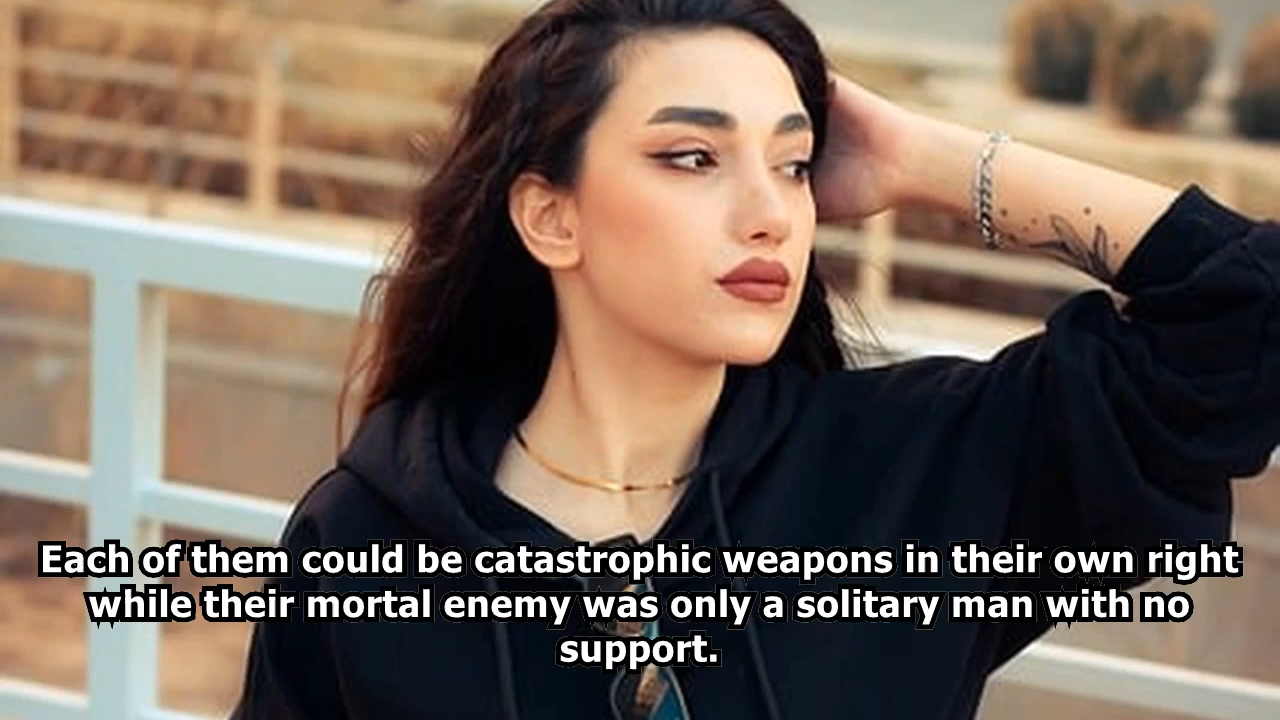 Each of them could be catastrophic weapons in their own right
while their mortal enemy was only a solitary man with no
support.